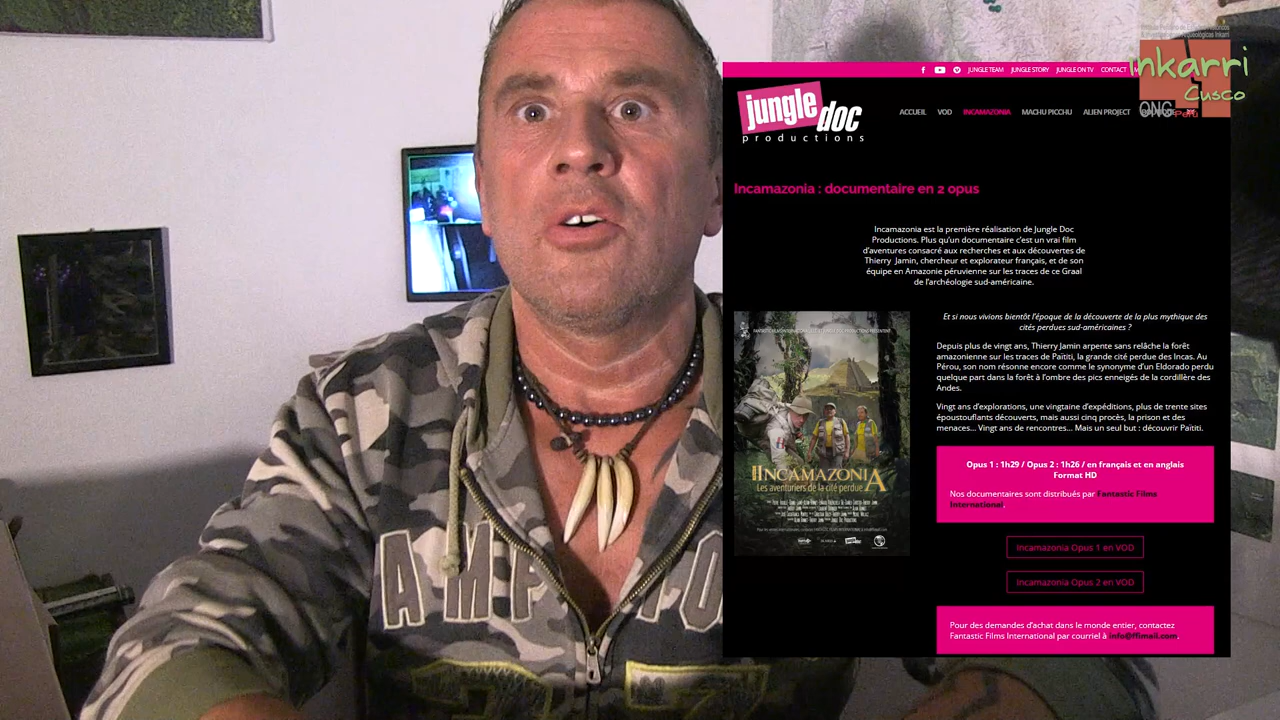 JUNGLE TEAM JUNGLE STORY JUNGLE ON TV CONTACT
inkarri
Cusco
ONG Perú
jungle doc
productions
ACCUEIL VOD INCAMAZONIA MACHU PICCHU ALIEN PROJECT
Incamazonia : documentaire en 2 opus
Incamazonia est la première réalisation de Jungle Doc
Productions. Plus qu'un documentaire c'est un vrai film
d'aventures consacré aux recherches et aux découvertes de
Thierry Jamin, chercheur et explorateur français, et de son
équipe en Amazonie péruvienne sur les traces de ce Graal
de l'archéologie sud-américaine.
Et si nous vivions bientôt l'époque de la découverte de la plus mythique des
cités perdues sud-américaines ?
Depuis plus de vingt ans, Thierry Jamin arpente sans relâche la forêt
amazonienne sur les traces de Païtiti, la grande cité perdue des Incas. Au
Pérou, son nom résonne encore comme le synonyme d'un Eldorado perdu
quelque part dans la forêt à l'ombre des pics enneigés de la cordillère des
Andes.
Vingt ans d'explorations, une vingtaine d'expéditions, plus de trente sites
époustouflants découverts, mais aussi cinq procès, la prison et des
menaces... Vingt ans de rencontres... Mais un seul but : découvrir Païtiti.
INCAMAZONIA
Les aventuriers de la cité perdue
Opus 1 : 1h29 / Opus 2 : 1h26 / en français et en anglais
Format HD
Nos documentaires sont distribués par Fantastic Films
International.
Incamazonia Opus 1 en VOD
Incamazonia Opus 2 en VOD
Pour des demandes d'achat dans le monde entier, contactez
Fantastic Films International par courriel à info@ffimail.com.